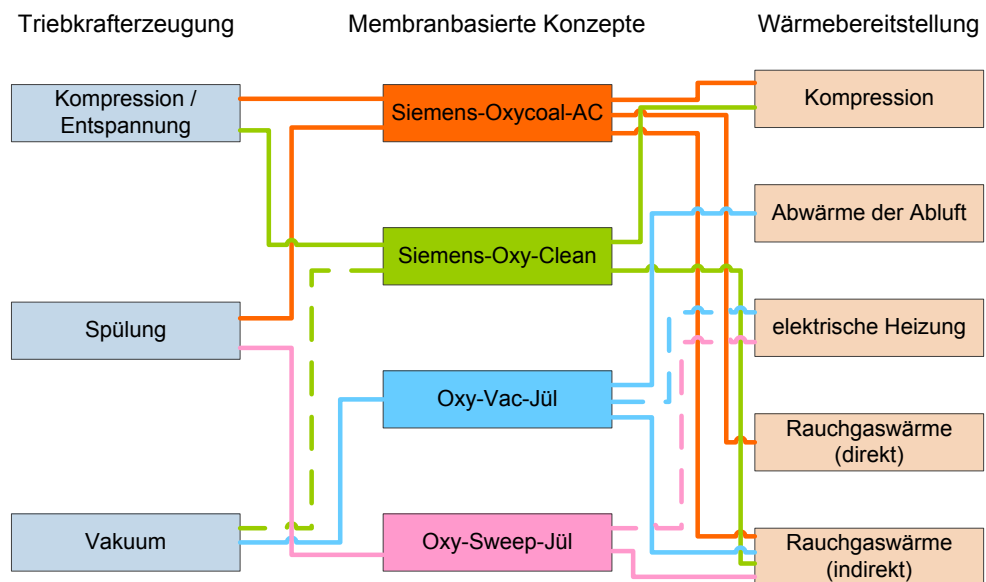 Triebkrafterzeugung
Membranbasierte Konzepte
Wärmebereitstellung
Kompression /
Entspannung
Spülung
Vakuum
Siemens-Oxycoal-AC
Siemens-Oxy-Clean
Oxy-Vac-Jül
Oxy-Sweep-Jül
Kompression
Abwärme der Abluft
elektrische Heizung
Rauchgaswärme
(direkt)
Rauchgaswärme
(indirekt)